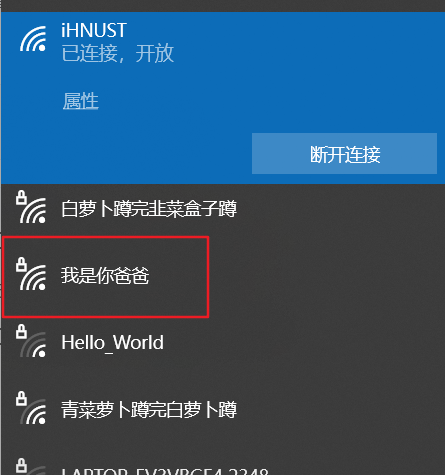 iHNUST
已连接，开放
属性
断开连接
白萝卜蹲完韭菜盒子蹲
我是你爸爸
Hello_World
青菜萝卜蹲完白萝卜蹲